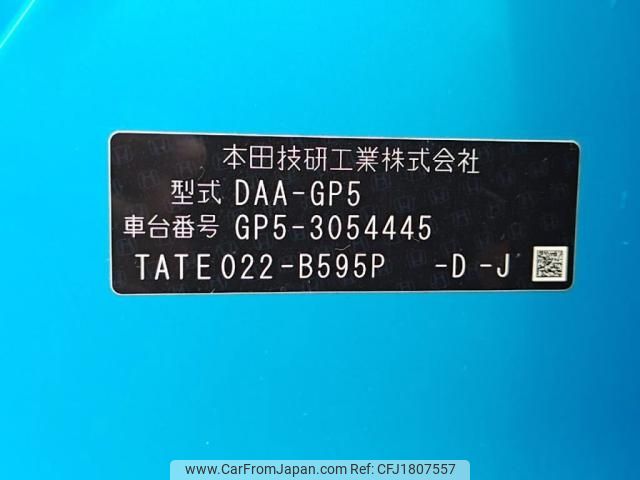 本田技研工業株式会社
型式 DAA-GP5
車台番号 GP5-3054445
TATE022-B595P -D -J
www.CarFromJapan.com - CFJ1807557